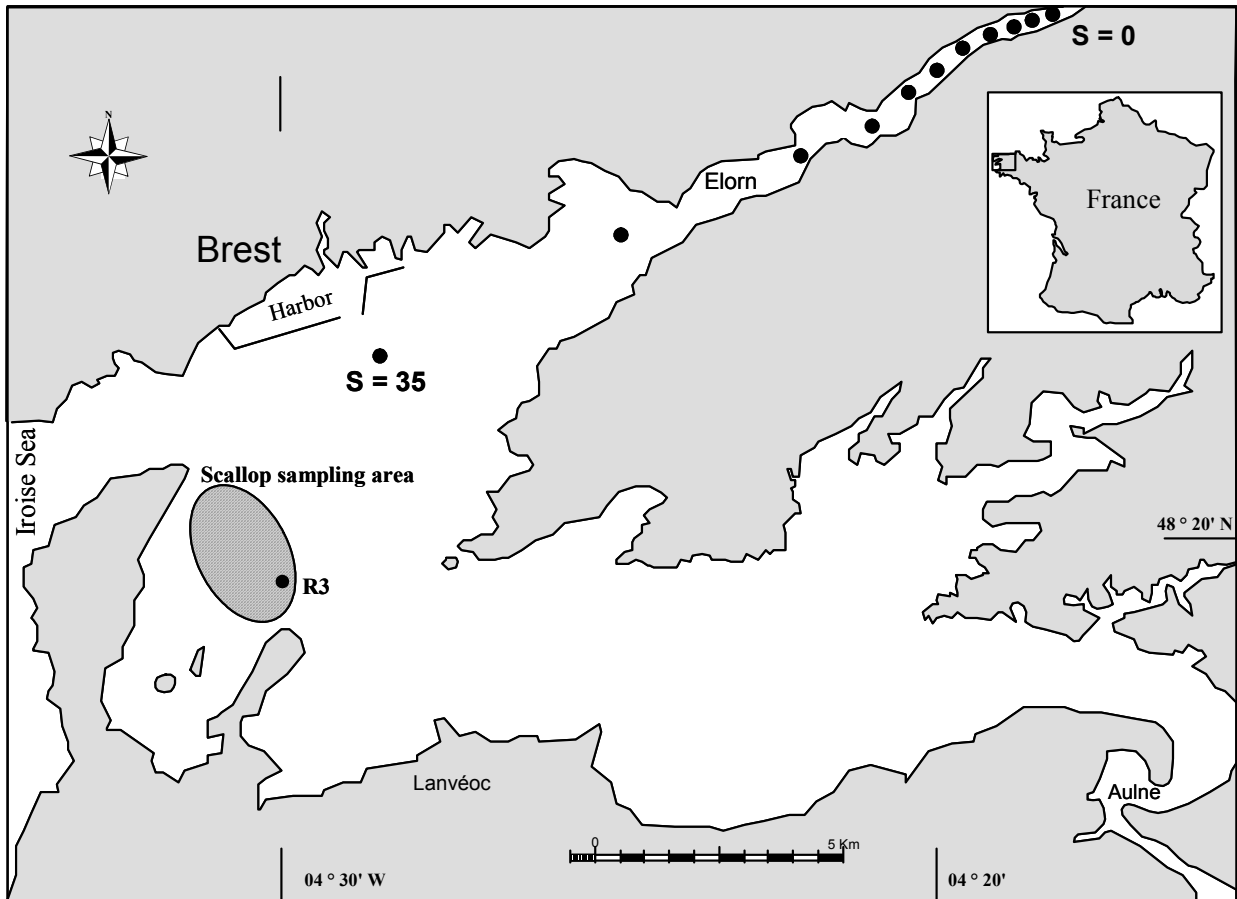 S = 0
N
France
Elorn
Brest
Harbor
S = 35
Iroise Sea
Scallop sampling area
48 ° 20' N
R3
Lanvéoc
Aulne
0
5 Km
04 ° 30' W
04 ° 20'